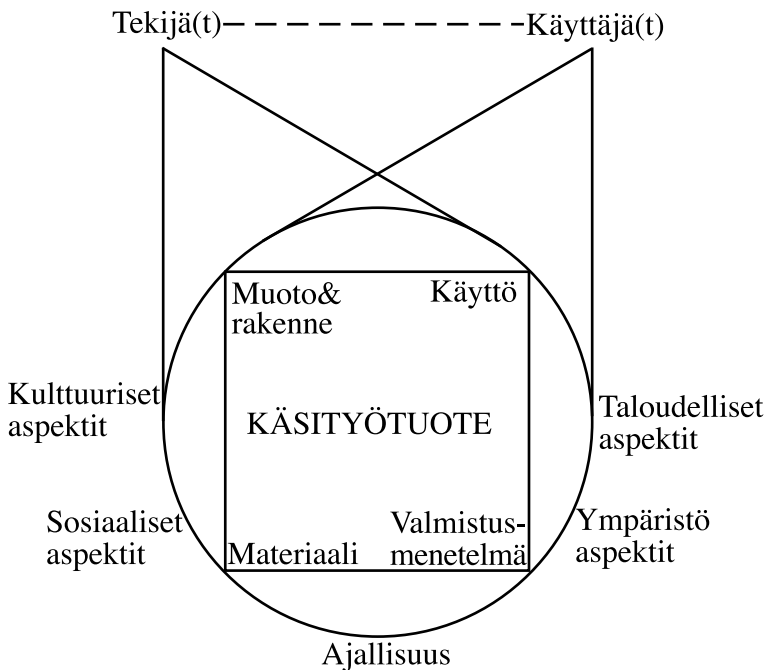 Tekijä(t)
Käyttäjä(t)
Muoto&
rakenne
Käyttö
Kulttuuriset
aspektit
KÄSITYÖTUOTE
Taloudelliset
aspektit
Sosiaaliset
aspektit
Materiaali
Valmistus-
menetelmä
Ympäristö
aspektit
Ajallisuus